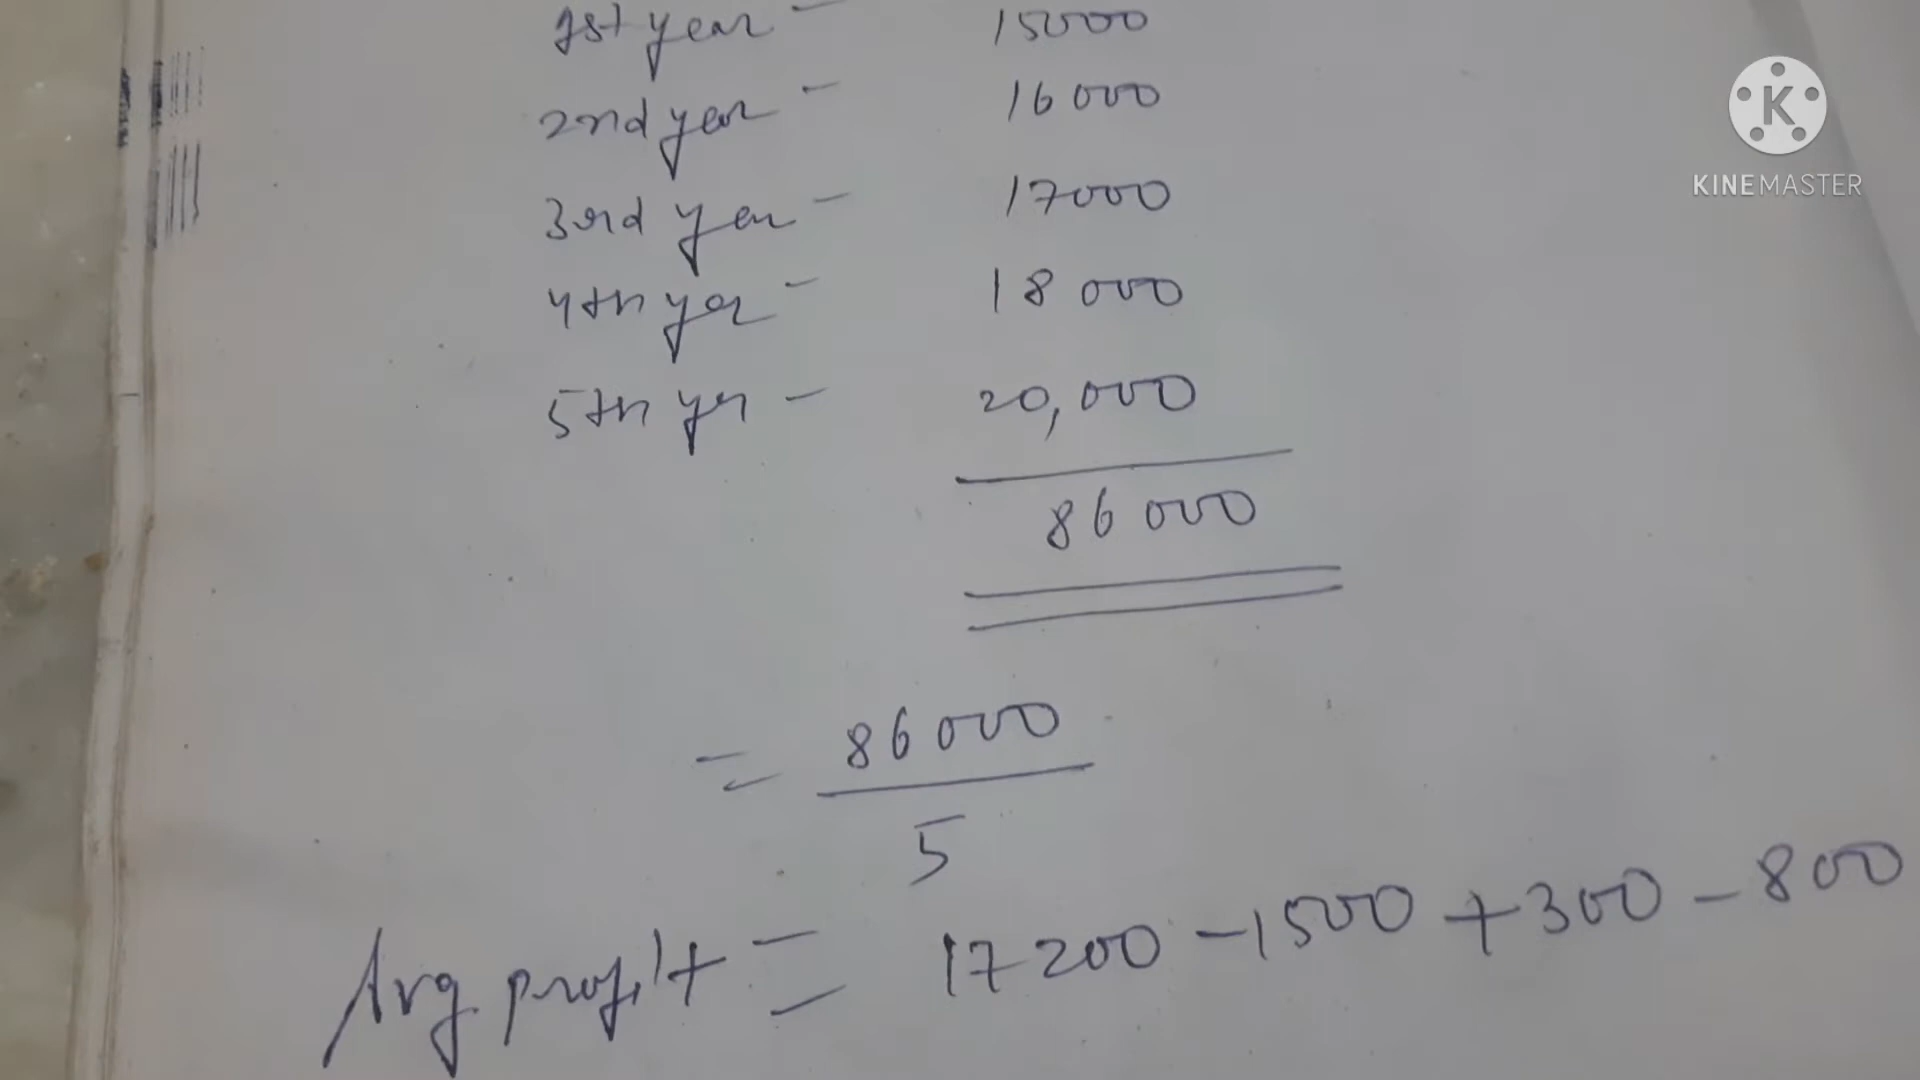 1st year - 15000
2nd year - 16000
3rd year - 17000
4th year - 18000
5th yr - 20,000
86000
= 86000
5
Avg profit = 17200 - 1500 + 300 - 800
K
KINEMASTER